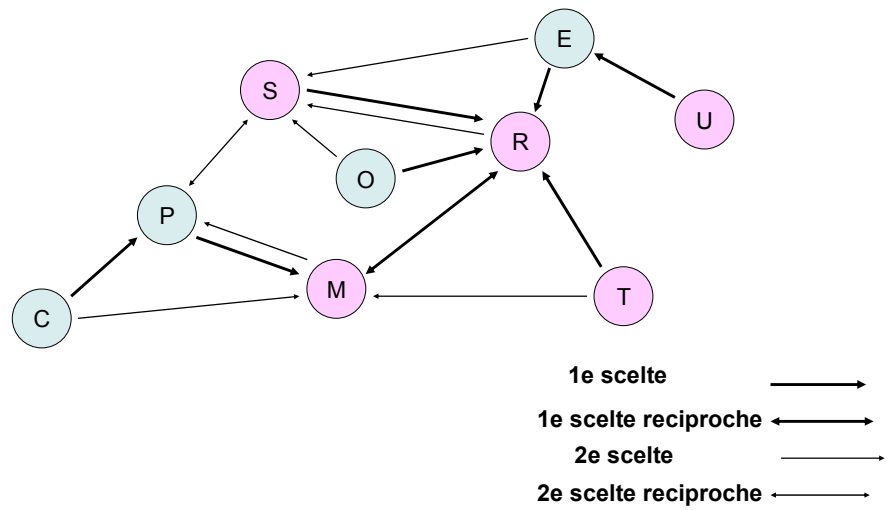 E
S
U
R
O
P
M
T
C
1e scelte
1e scelte reciproche
2e scelte
2e scelte reciproche